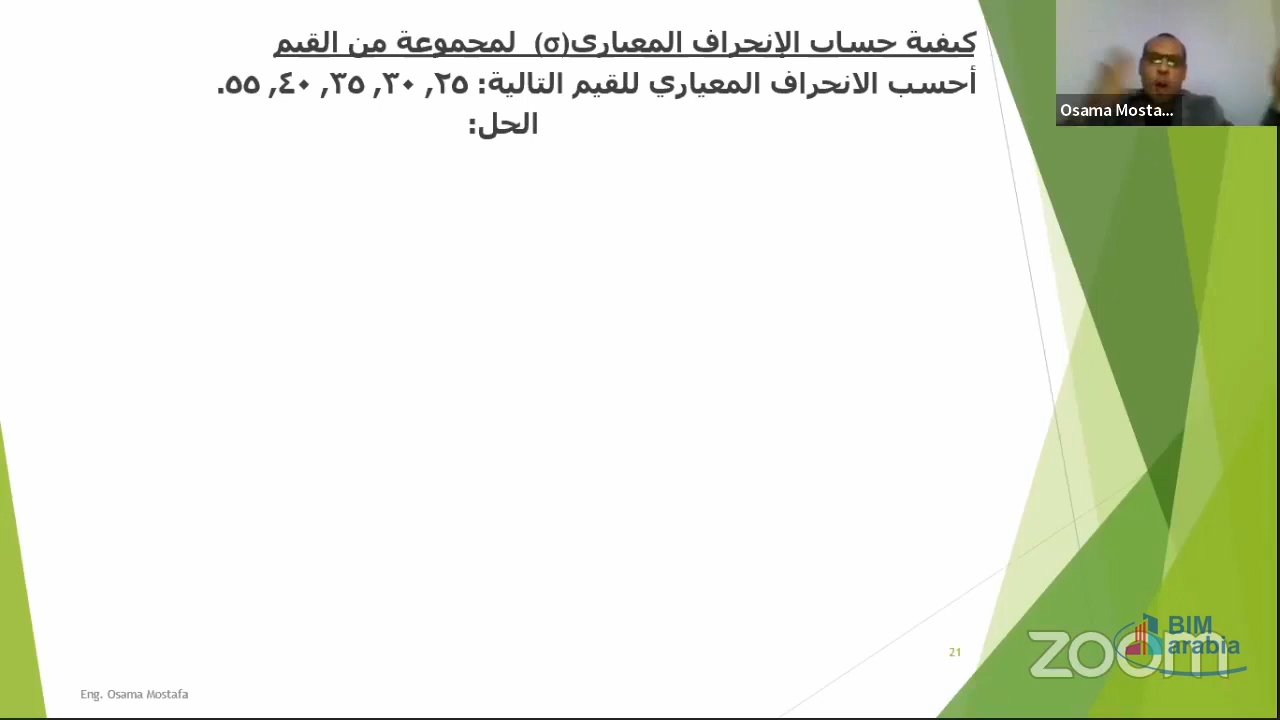 كيفية حساب الإنحراف المعيارى(σ) لمجموعة من القيم
أحسب الانحراف المعياري للقيم التالية: ٢٥, ٣٠, ٣٥, ٤٠, ٥٥.
الحل:
Osama Mosta...
21
Eng. Osama Mostafa
zoom
BIM
arabia